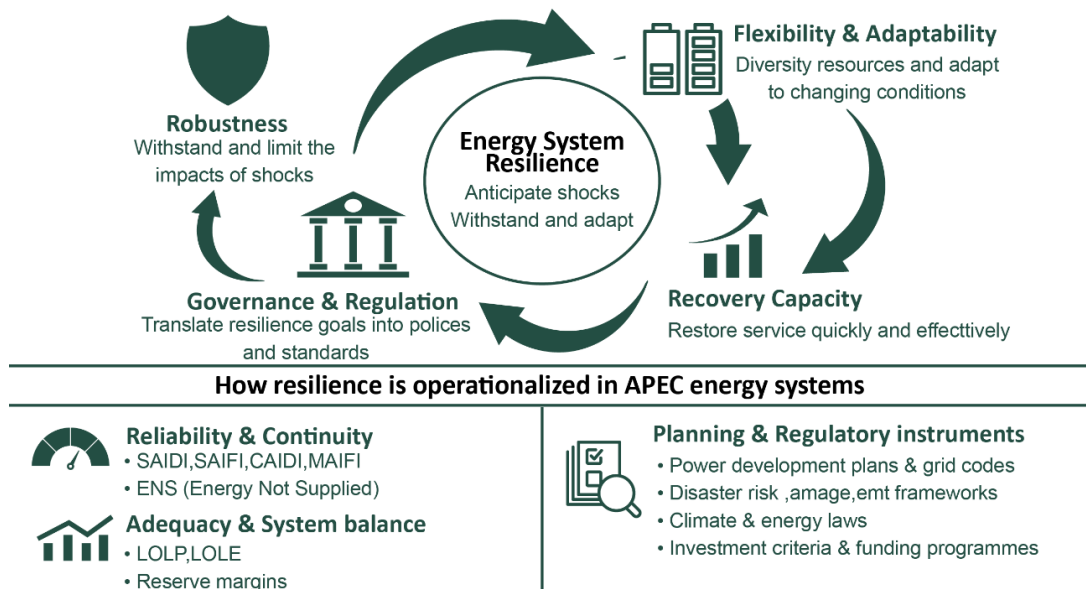 Robustness
Withstand and limit the
impacts of shocks
Flexibility & Adaptability
Diversity resources and adapt
to changing conditions
Energy System
Resilience
Anticipate shocks
Withstand and adapt
Governance & Regulation
Translate resilience goals into polices
and standards
Recovery Capacity
Restore service quickly and effecttively
How resilience is operationalized in APEC energy systems
Reliability & Continuity
• SAIDI,SAIFI,CAIDI,MAIFI
• ENS (Energy Not Supplied)
Adequacy & System balance
• LOLP,LOLE
• Reserve margins
Planning & Regulatory instruments
• Power development plans & grid codes
• Disaster risk ,amage,emt frameworks
• Climate & energy laws
• Investment criteria & funding programmes